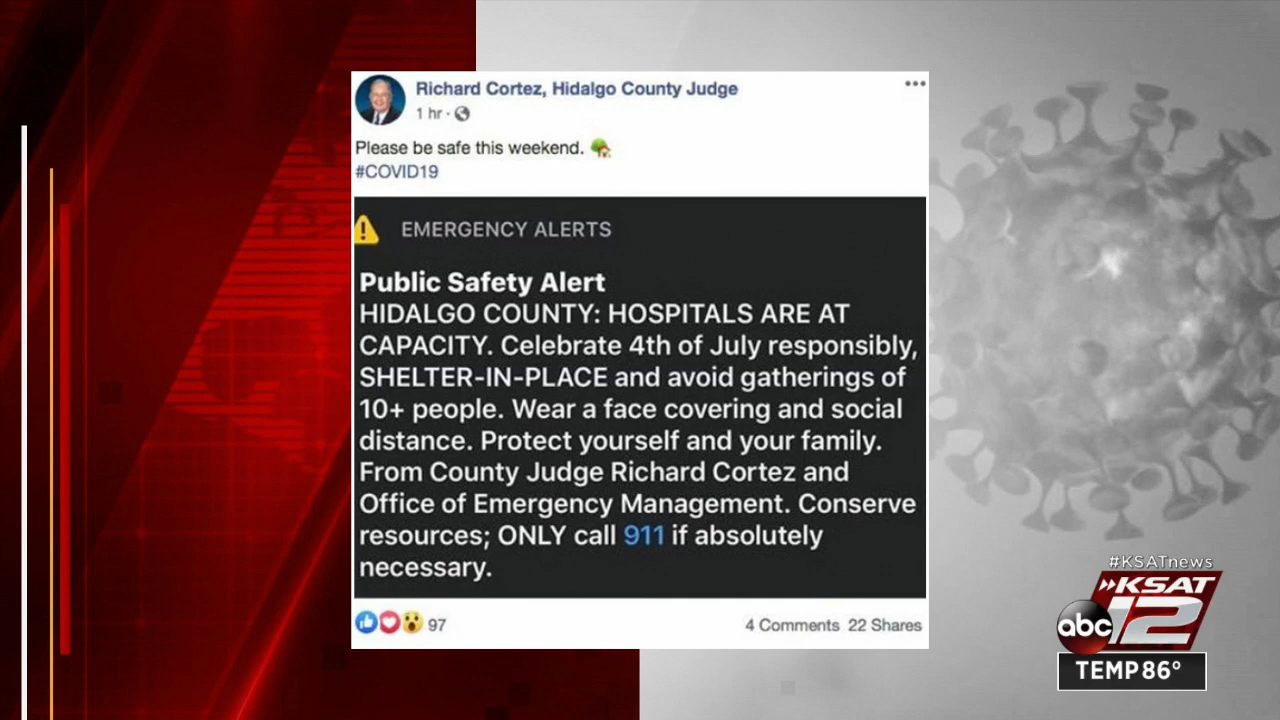 Richard Cortez, Hidalgo County Judge
1 hr ·
Please be safe this weekend.
#COVID19
EMERGENCY ALERTS
Public Safety Alert
HIDALGO COUNTY: HOSPITALS ARE AT
CAPACITY. Celebrate 4th of July responsibly,
SHELTER-IN-PLACE and avoid gatherings of
10+ people. Wear a face covering and social
distance. Protect yourself and your family.
From County Judge Richard Cortez and
Office of Emergency Management. Conserve
resources; ONLY call 911 if absolutely
necessary.
97
4 Comments 22 Shares
#KSATnews
KSAT
abc 12
TEMP 86°